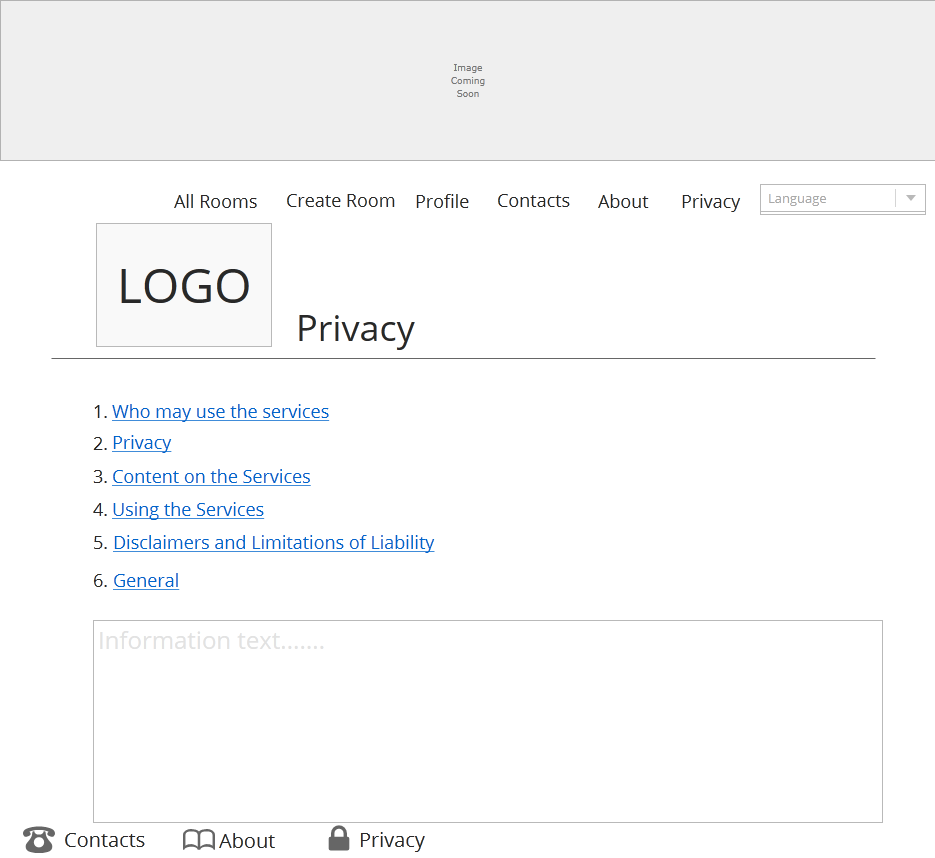 Image
Coming
Soon
All Rooms Create Room Profile Contacts About Privacy Language
LOGO
Privacy
1. Who may use the services
2. Privacy
3. Content on the Services
4. Using the Services
5. Disclaimers and Limitations of Liability
6. General
Information text.......
Contacts About Privacy